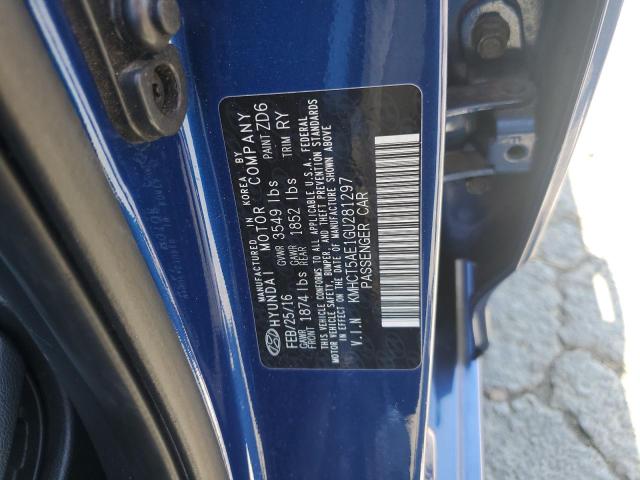 MANUFACTURED IN KOREA BY
HYUNDAI MOTOR COMPANY
FEB/25/16 GVWR 3549 lbs PAINT ZD6
GAWR FRONT 1874 lbs GAWR REAR 1852 lbs TRIM RY
THIS VEHICLE CONFORMS TO ALL APPLICABLE U.S.A. FEDERAL
MOTOR VEHICLE SAFETY, BUMPER, AND THEFT PREVENTION STANDARDS
IN EFFECT ON THE DATE OF MANUFACTURE SHOWN ABOVE
V.I.N KMHCT5AE1GU281297
PASSENGER CAR